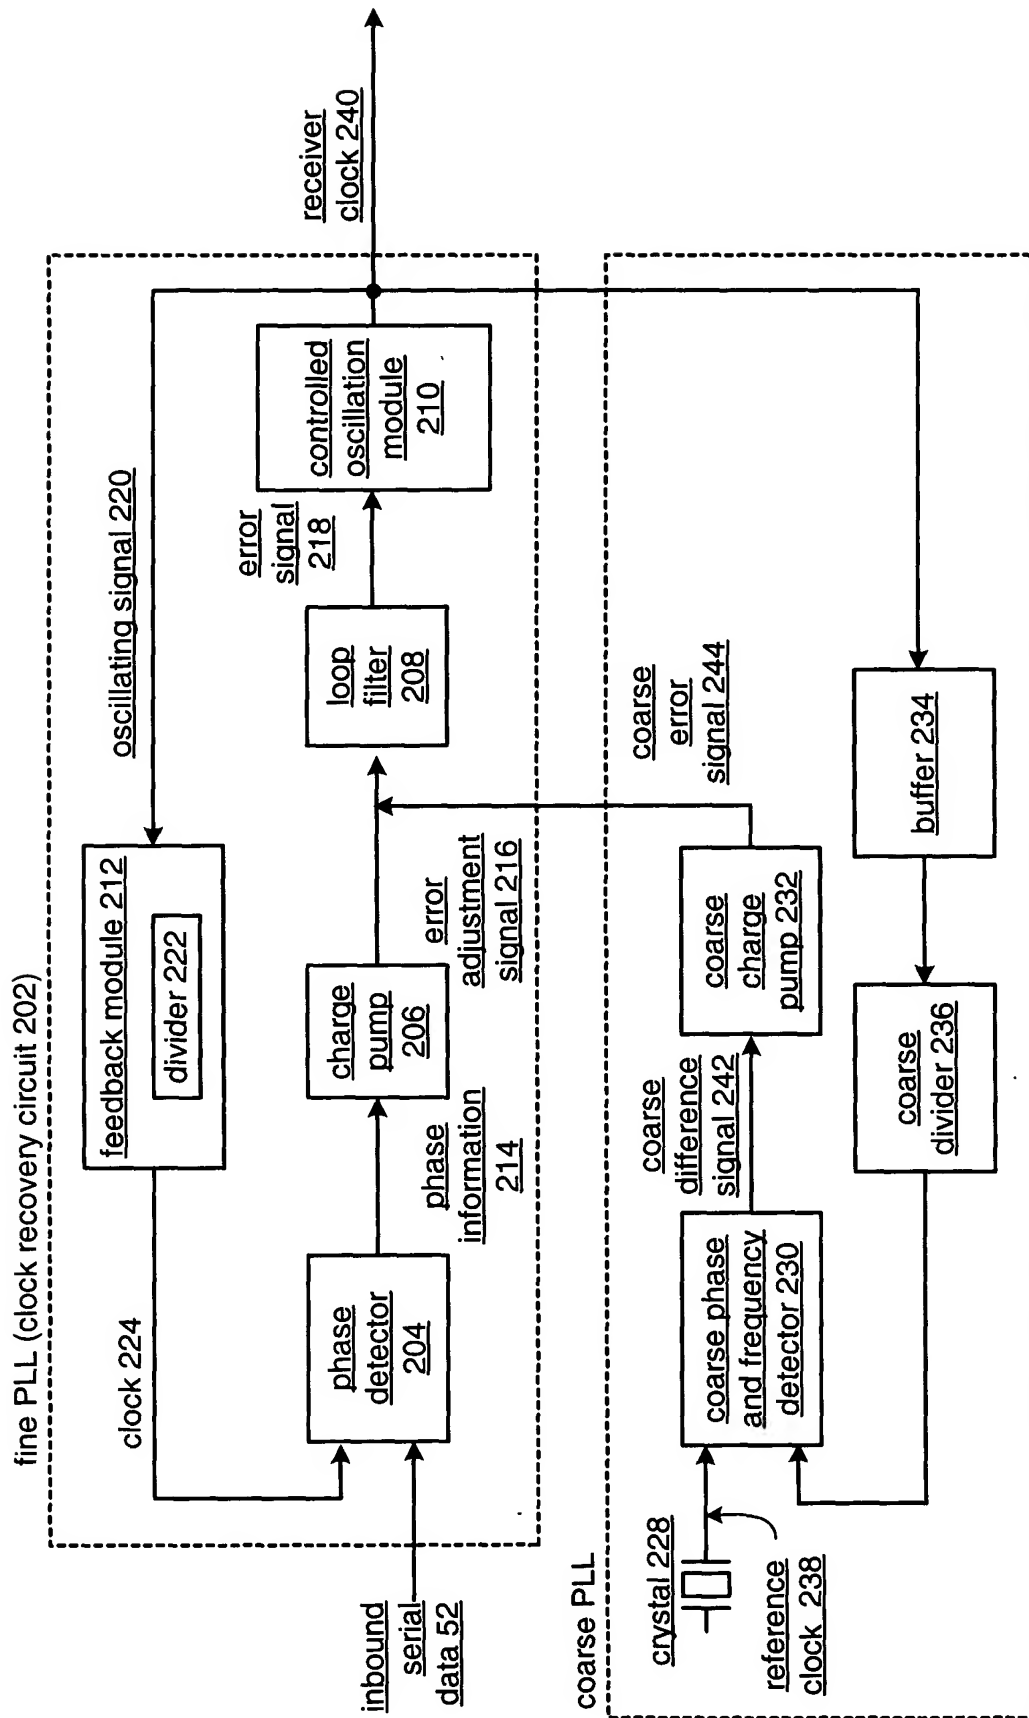 fine PLL (clock recovery circuit 202)
feedback module 212
divider 222
oscillating signal 220
clock 224
inbound
serial
data 52
phase
detector
204
phase
information
214
charge
pump
206
error
adjustment
signal 216
loop
filter
208
error
signal
218
controlled
oscillation
module
210
receiver
clock 240
coarse PLL
crystal 228
reference
clock 238
coarse phase
and frequency
detector 230
coarse
difference
signal 242
coarse
charge
pump 232
coarse
error
signal 244
coarse
divider 236
buffer 234